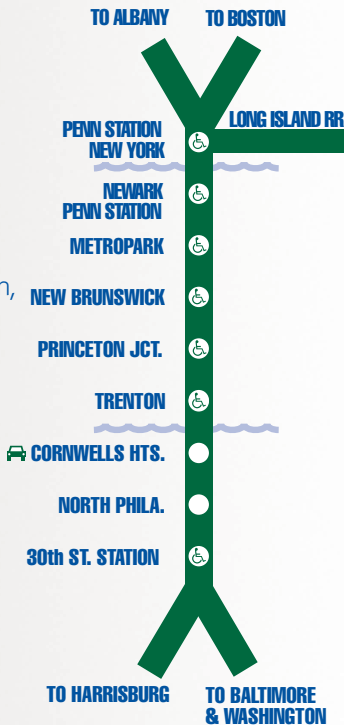 TO ALBANY TO BOSTON
LONG ISLAND RR
PENN STATION
NEW YORK
NEWARK
PENN STATION
METROPARK
n,
NEW BRUNSWICK
PRINCETON JCT.
TRENTON
CORNWELLS HTS.
NORTH PHILA.
30th ST. STATION
TO HARRISBURG TO BALTIMORE
& WASHINGTON